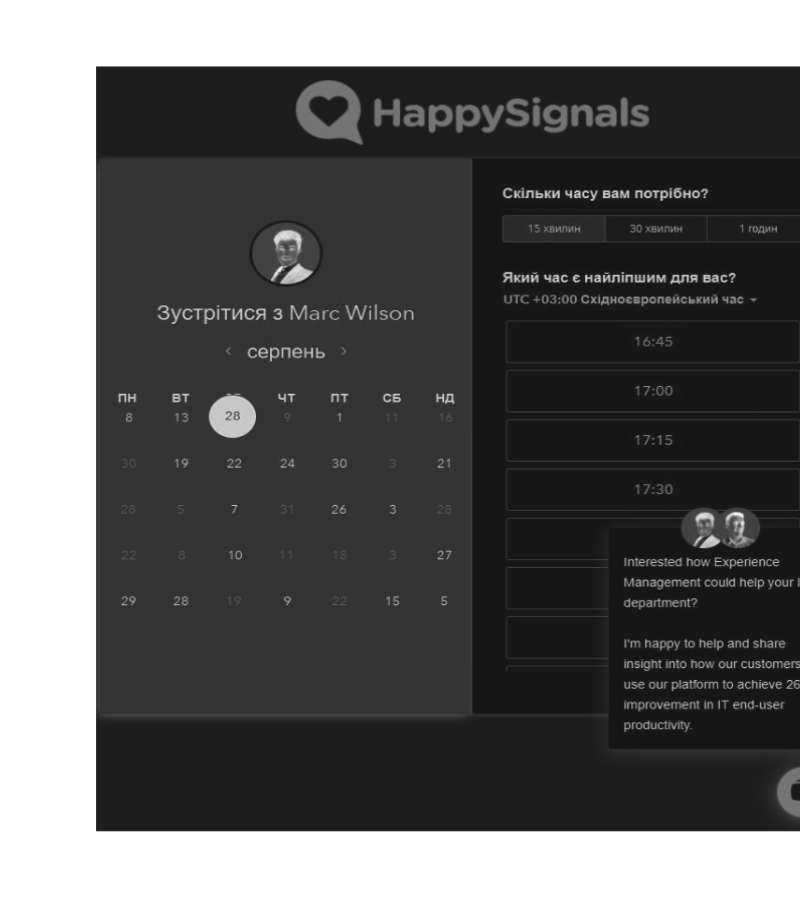 HappySignals
Зустрітися з Marc Wilson
< серпень >
ПН ВТ ЧТ ПТ СБ НД
8 13 28 9 1 11 16
30 19 22 24 30 3 21
28 5 7 31 26 3 28
22 8 10 11 18 3 27
29 28 19 9 22 15 5
Скільки часу вам потрібно?
15 хвилин 30 хвилин 1 годин
Який час є найліпшим для вас?
UTC +03:00 Східноєвропейський час
16:45
17:00
17:15
17:30
Interested how Experience
Management could help your
department?
I'm happy to help and share
insight into how our customers
use our platform to achieve 26
improvement in IT end-user
productivity.